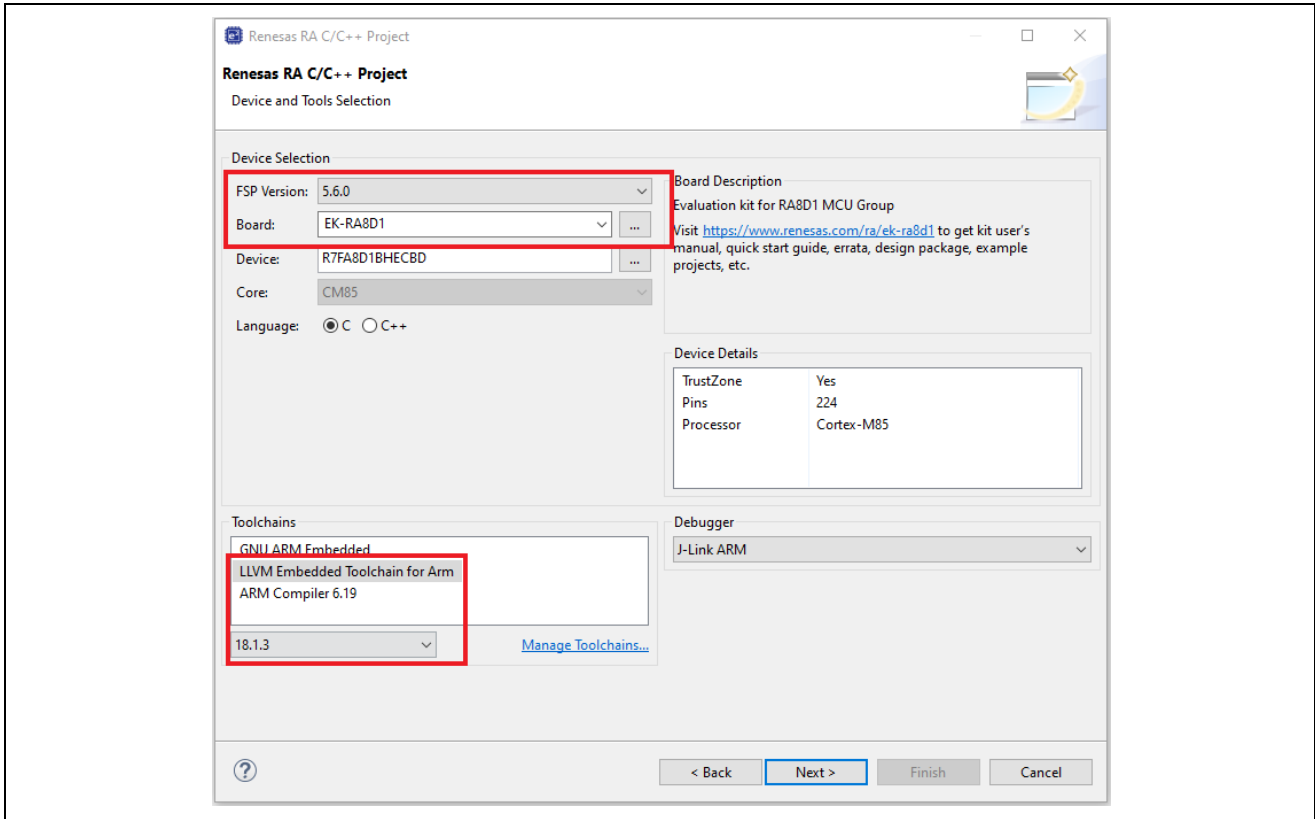 Renesas RA C/C++ Project
Renesas RA C/C++ Project
Device and Tools Selection
Device Selection
FSP Version: 5.6.0
Board: EK-RA8D1 ...
Device: R7FA8D1BHECBD ...
Core: CM85
Language: C C++
Board Description
Evaluation kit for RA8D1 MCU Group
Visit https://www.renesas.com/ra/ek-ra8d1 to get kit user's
manual, quick start guide, errata, design package, example
projects, etc.
Device Details
TrustZone Yes
Pins 224
Processor Cortex-M85
Toolchains
GNU ARM Embedded
LLVM Embedded Toolchain for Arm
ARM Compiler 6.19
18.1.3
Manage Toolchains...
Debugger
J-Link ARM
?
< Back Next > Finish Cancel